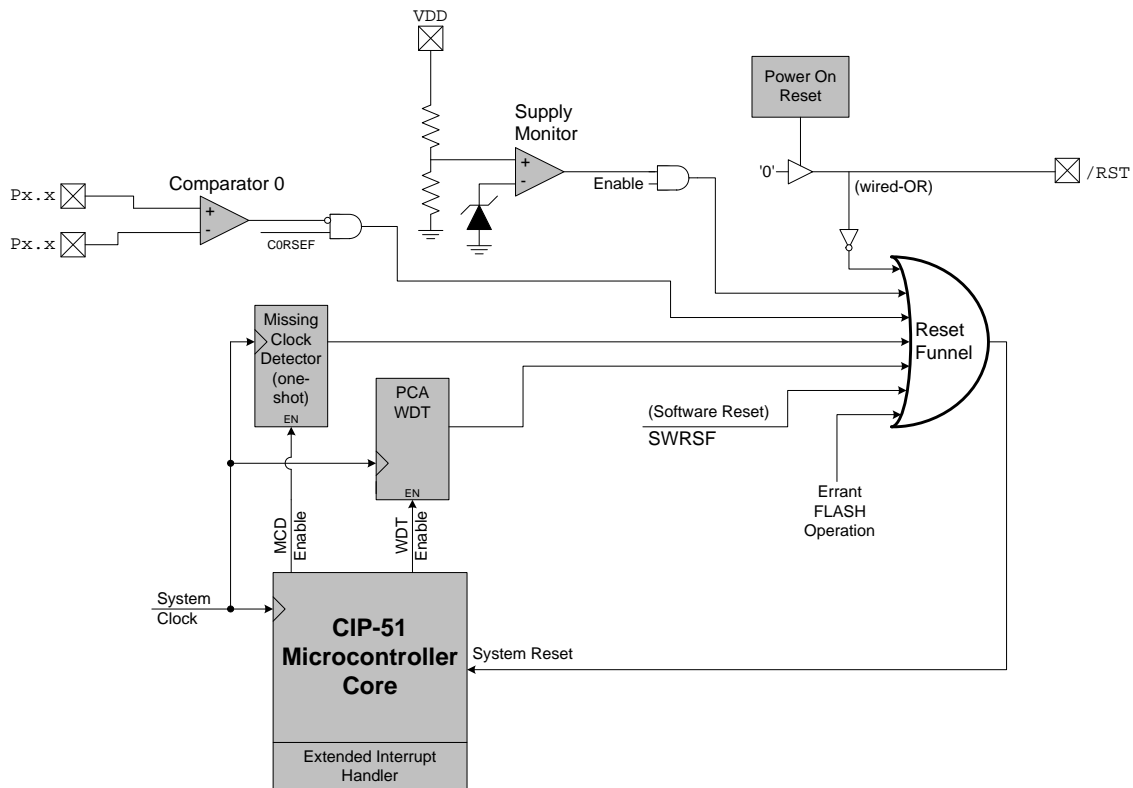 VDD
Power On
Reset
Supply
Monitor
+
-
Enable
'0'
(wired-OR)
/RST
Px.x
Px.x
Comparator 0
+
-
C0RSEF
Missing
Clock
Detector
(one-
shot)
EN
PCA
WDT
EN
Reset
Funnel
(Software Reset)
SWRSF
Errant
FLASH
Operation
MCD
Enable
WDT
Enable
System
Clock
CIP-51
Microcontroller
Core
System Reset
Extended Interrupt
Handler